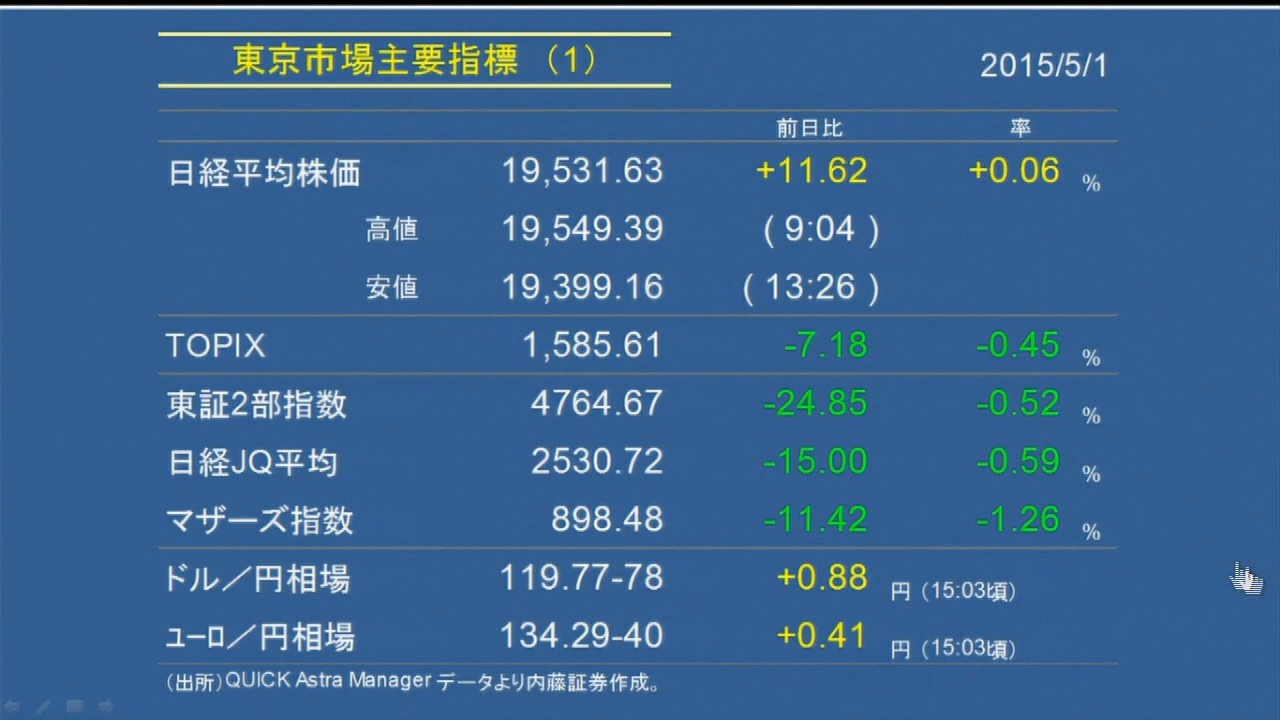 東京市場主要指標 （1）
2015/5/1
前日比 率
日経平均株価 19,531.63 +11.62 +0.06 %
高値 19,549.39 ( 9:04 )
安値 19,399.16 ( 13:26 )
TOPIX 1,585.61 -7.18 -0.45 %
東証2部指数 4764.67 -24.85 -0.52 %
日経JQ平均 2530.72 -15.00 -0.59 %
マザーズ指数 898.48 -11.42 -1.26 %
ドル／円相場 119.77-78 +0.88 円（15:03頃）
ﾕｰﾛ／円相場 134.29-40 +0.41 円（15:03頃）
（出所）QUICK Astra Manager データより内藤証券作成。